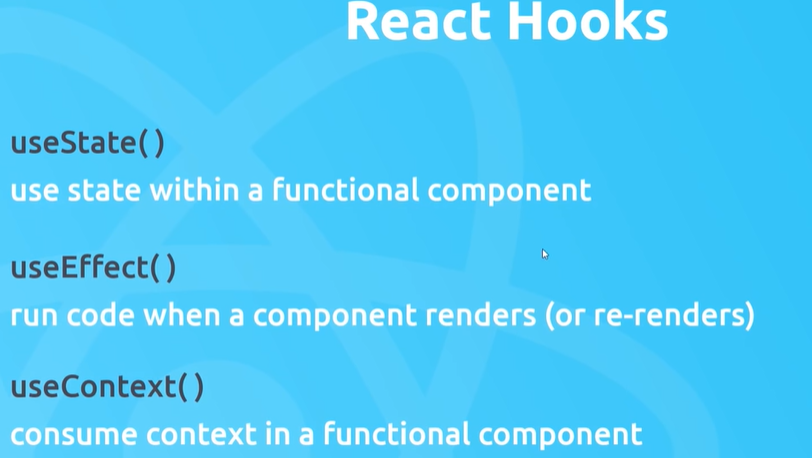 React Hooks
useState( )
use state within a functional component
useEffect( )
run code when a component renders (or re-renders)
useContext( )
consume context in a functional component